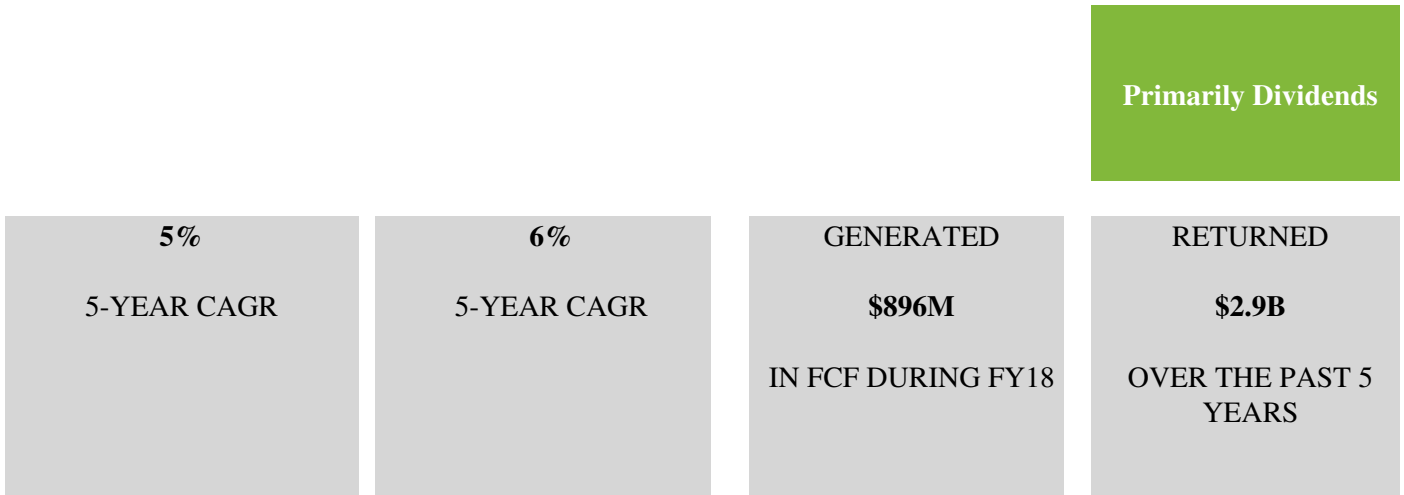 Primarily Dividends
5%
5-YEAR CAGR
6%
5-YEAR CAGR
GENERATED
$896M
IN FCF DURING FY18
RETURNED
$2.9B
OVER THE PAST 5
YEARS